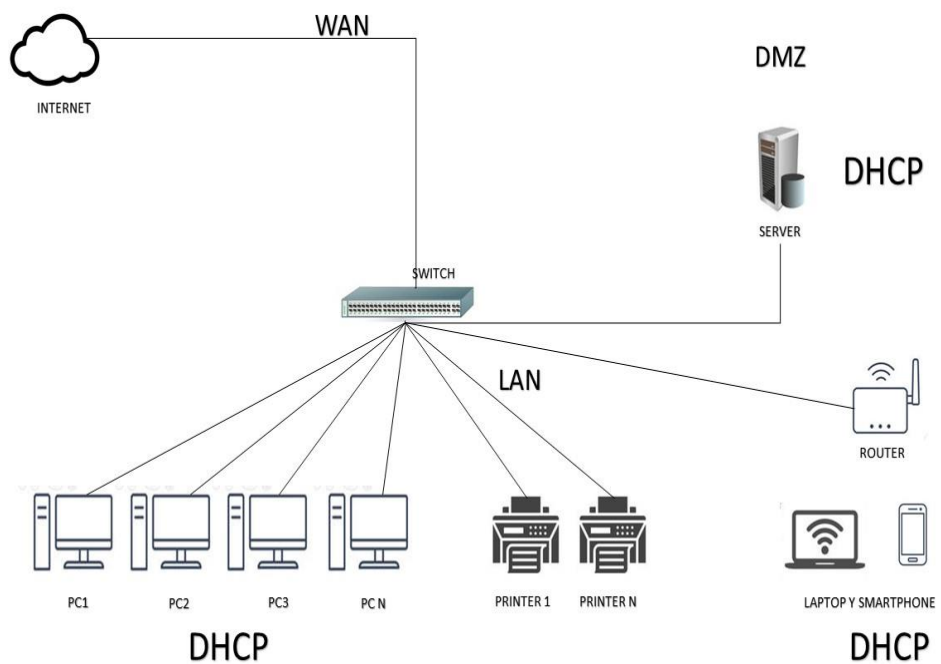 WAN
INTERNET
DMZ
DHCP
SERVER
SWITCH
LAN
ROUTER
PC1
PC2
PC3
PC N
PRINTER 1
PRINTER N
LAPTOP Y SMARTPHONE
DHCP
DHCP